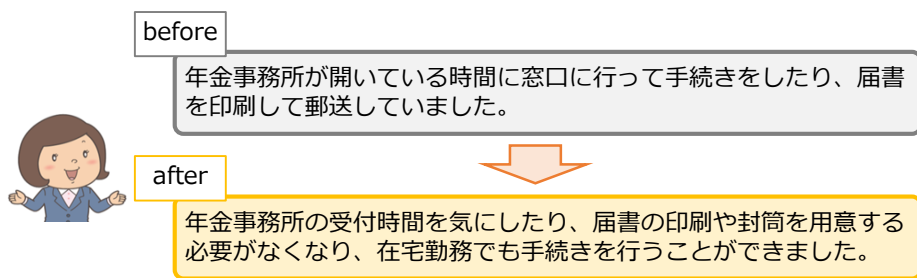 before
年金事務所が開いている時間に窓口に行って手続きをしたり、届書
を印刷して郵送していました。
after
年金事務所の受付時間を気にしたり、届書の印刷や封筒を用意する
必要がなくなり、在宅勤務でも手続きを行うことができました。